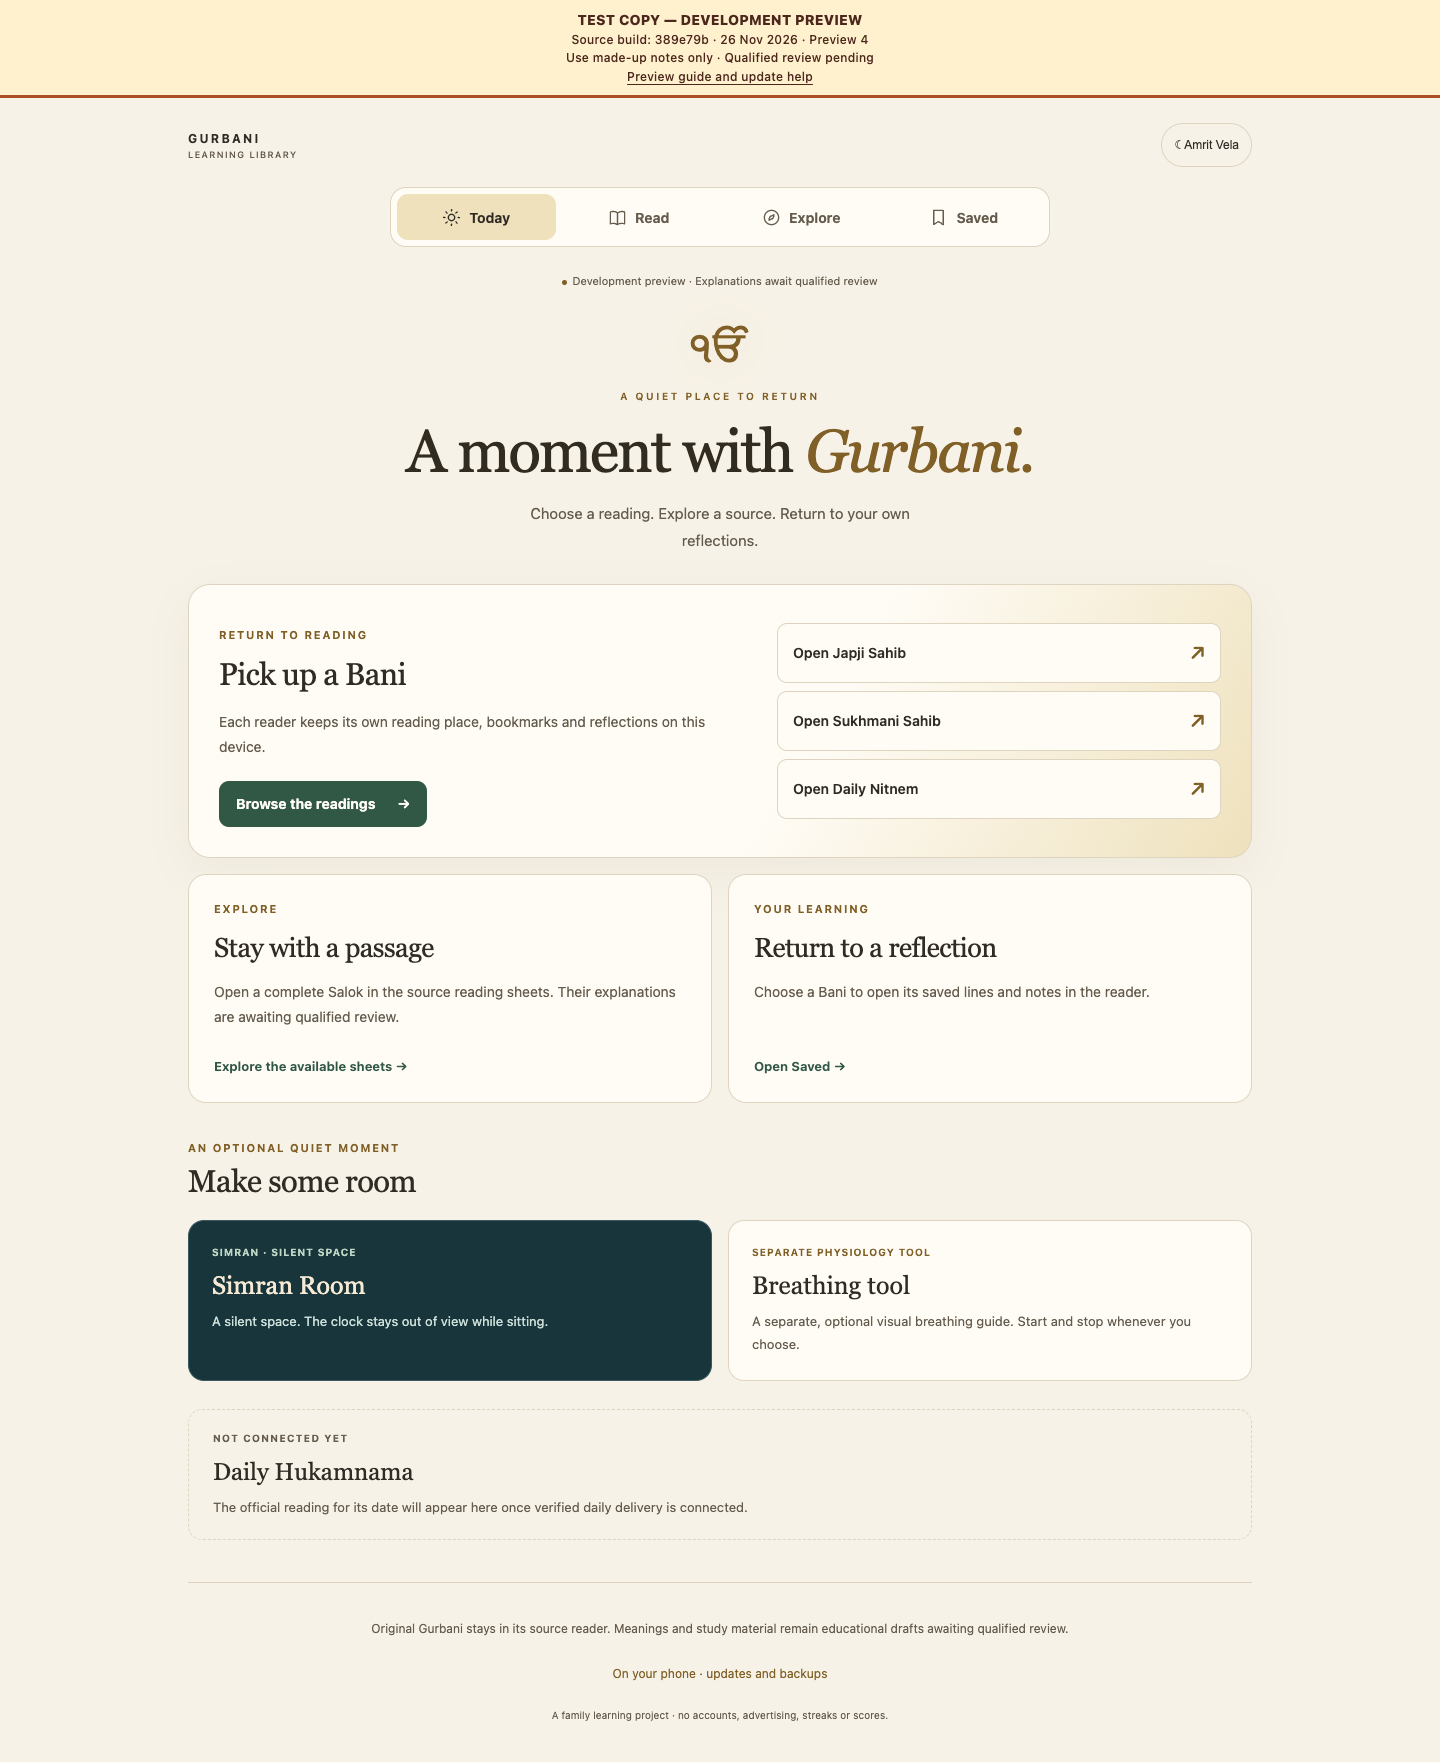 TEST COPY — DEVELOPMENT PREVIEW
Source build: 389e79b · 26 Nov 2026 · Preview 4
Use made-up notes only · Qualified review pending
Preview guide and update help
GURBANI
LEARNING LIBRARY
☾ Amrit Vela
Today
Read
Explore
Saved
Development preview · Explanations await qualified review
ੴ
A QUIET PLACE TO RETURN
A moment with Gurbani.
Choose a reading. Explore a source. Return to your own
reflections.
RETURN TO READING
Pick up a Bani
Each reader keeps its own reading place, bookmarks and reflections on this
device.
Browse the readings →
Open Japji Sahib
Open Sukhmani Sahib
Open Daily Nitnem
EXPLORE
Stay with a passage
Open a complete Salok in the source reading sheets. Their explanations
are awaiting qualified review.
Explore the available sheets →
YOUR LEARNING
Return to a reflection
Choose a Bani to open its saved lines and notes in the reader.
Open Saved →
AN OPTIONAL QUIET MOMENT
Make some room
SIMRAN · SILENT SPACE
Simran Room
A silent space. The clock stays out of view while sitting.
SEPARATE PHYSIOLOGY TOOL
Breathing tool
A separate, optional visual breathing guide. Start and stop whenever you
choose.
NOT CONNECTED YET
Daily Hukamnama
The official reading for its date will appear here once verified daily delivery is connected.
Original Gurbani stays in its source reader. Meanings and study material remain educational drafts awaiting qualified review.
On your phone · updates and backups
A family learning project · no accounts, advertising, streaks or scores.